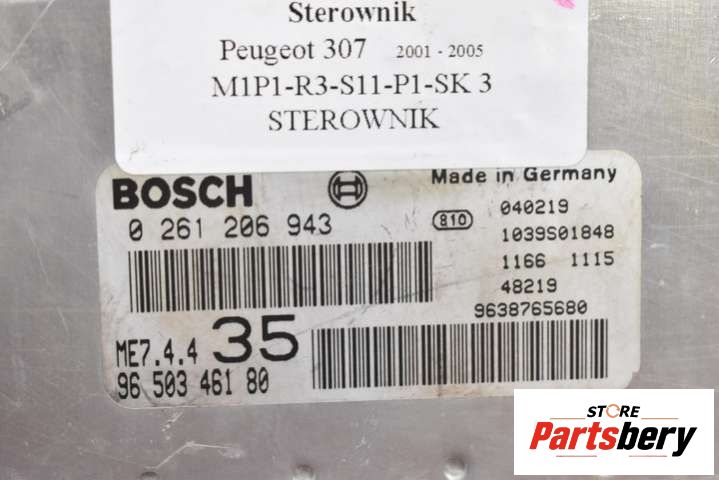 Sterownik
Peugeot 307 2001 - 2005
M1P1-R3-S11-P1-SK 3
STEROWNIK
BOSCH
Made in Germany
0 261 206 943
810
040219
1039S01848
1166 1115
48219
9638765680
ME7.4.4 35
96 503 461 80
STORE
Partsbery